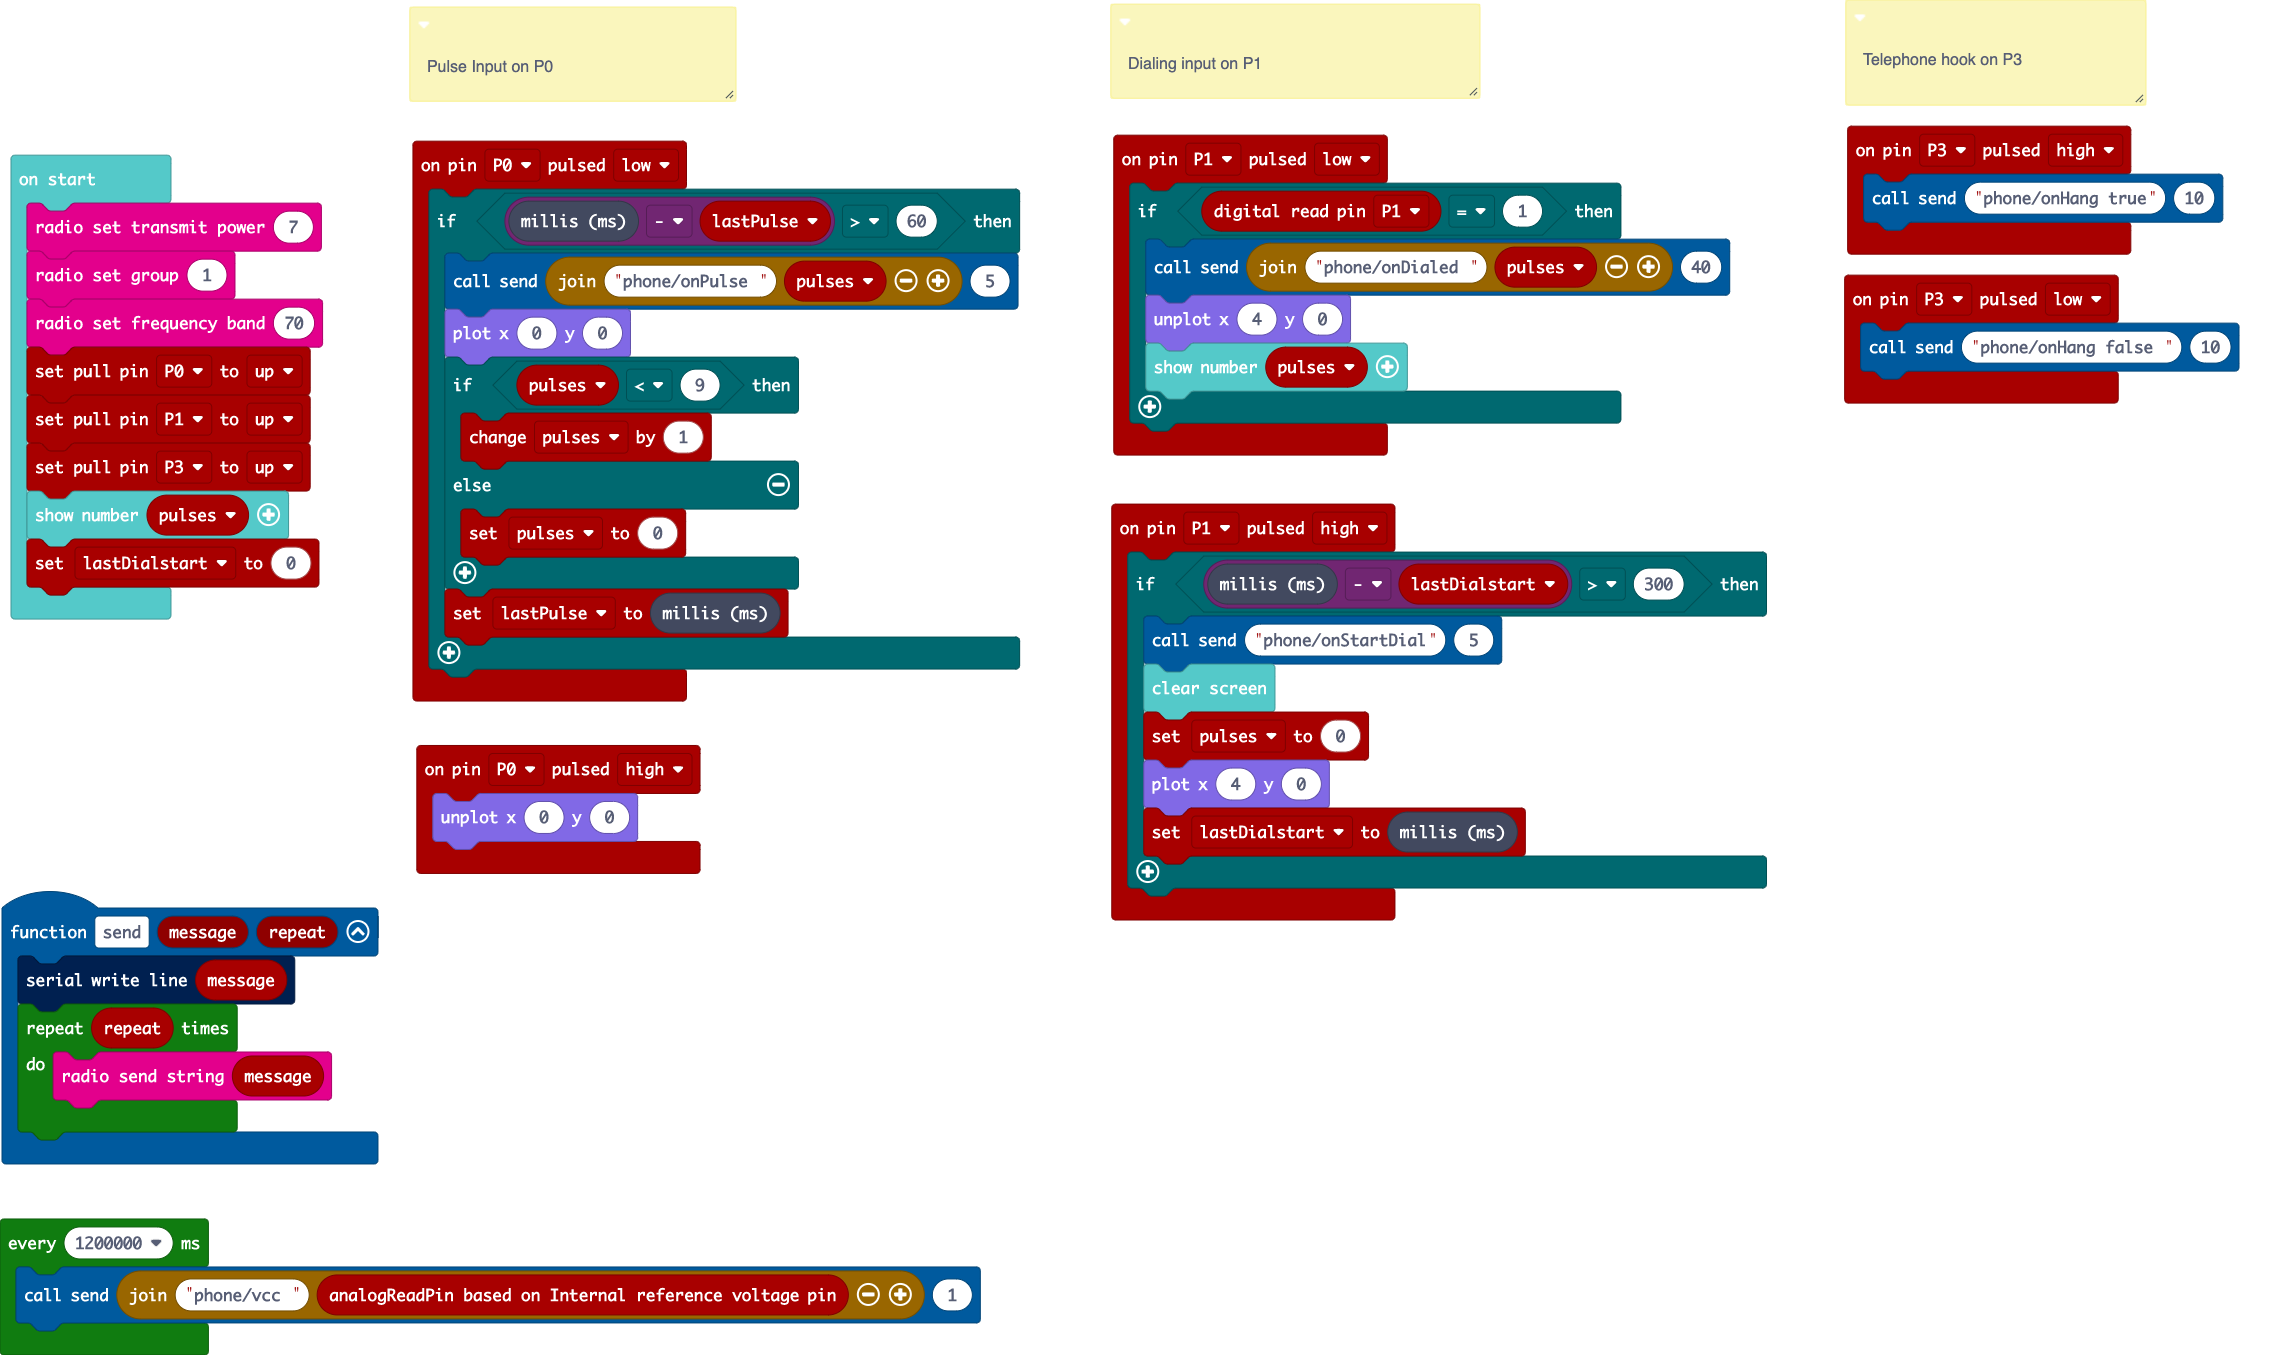 Pulse Input on P0
Dialing input on P1
Telephone hook on P3
on start
radio set transmit power 7
radio set group 1
radio set frequency band 70
set pull pin P0 to up
set pull pin P1 to up
set pull pin P3 to up
show number pulses
set lastDialstart to 0
on pin P0 pulsed low
if millis (ms) - lastPulse > 60 then
call send join "phone/onPulse " pulses 5
plot x 0 y 0
if pulses < 9 then
change pulses by 1
else
set pulses to 0
set lastPulse to millis (ms)
on pin P0 pulsed high
unplot x 0 y 0
on pin P1 pulsed low
if digital read pin P1 = 1 then
call send join "phone/onDialed " pulses 40
unplot x 4 y 0
show number pulses
on pin P1 pulsed high
if millis (ms) - lastDialstart > 300 then
call send "phone/onStartDial" 5
clear screen
set pulses to 0
plot x 4 y 0
set lastDialstart to millis (ms)
on pin P3 pulsed high
call send "phone/onHang true" 10
on pin P3 pulsed low
call send "phone/onHang false " 10
function send message repeat
serial write line message
repeat repeat times
do radio send string message
every 1200000 ms
call send join "phone/vcc " analogReadPin based on Internal reference voltage pin 1